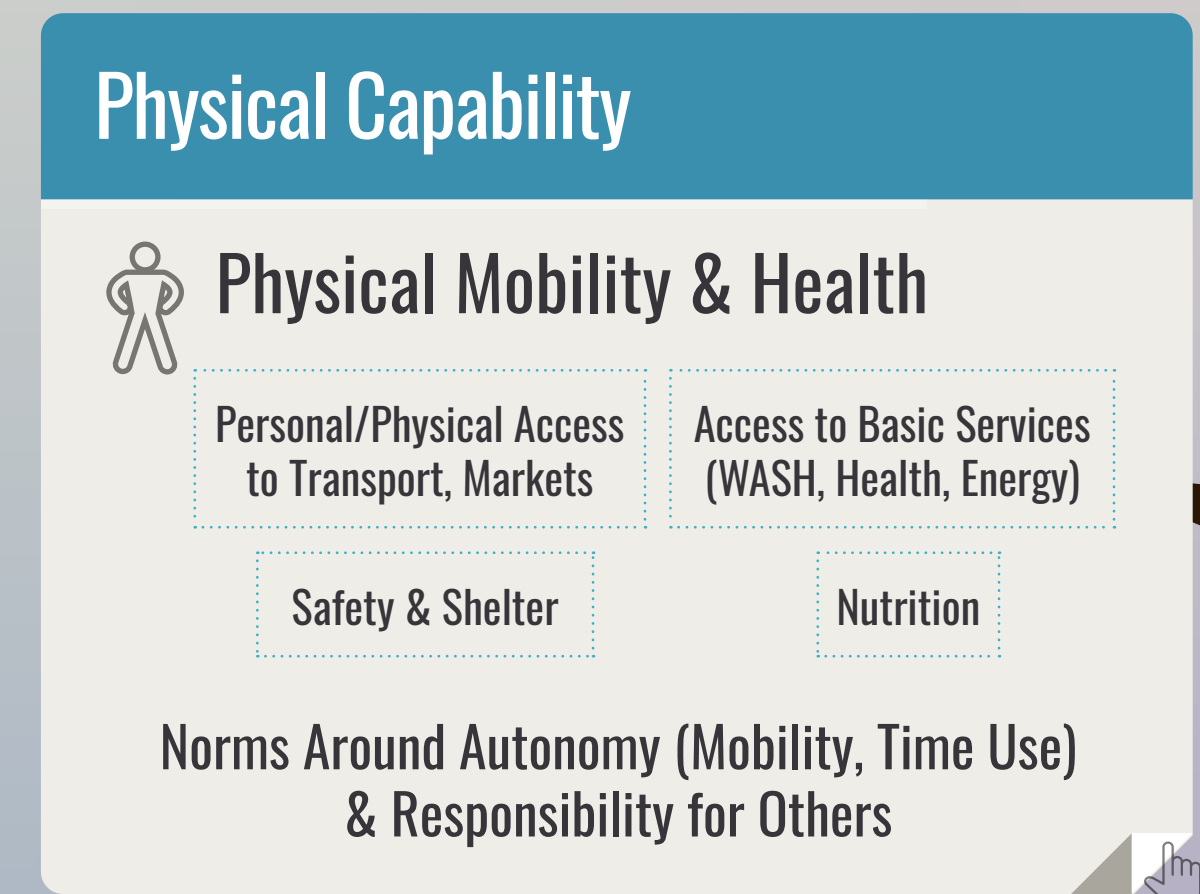 Physical Capability
Physical Mobility & Health
Personal/Physical Access
to Transport, Markets
Access to Basic Services
(WASH, Health, Energy)
Safety & Shelter
Nutrition
Norms Around Autonomy (Mobility, Time Use)
& Responsibility for Others